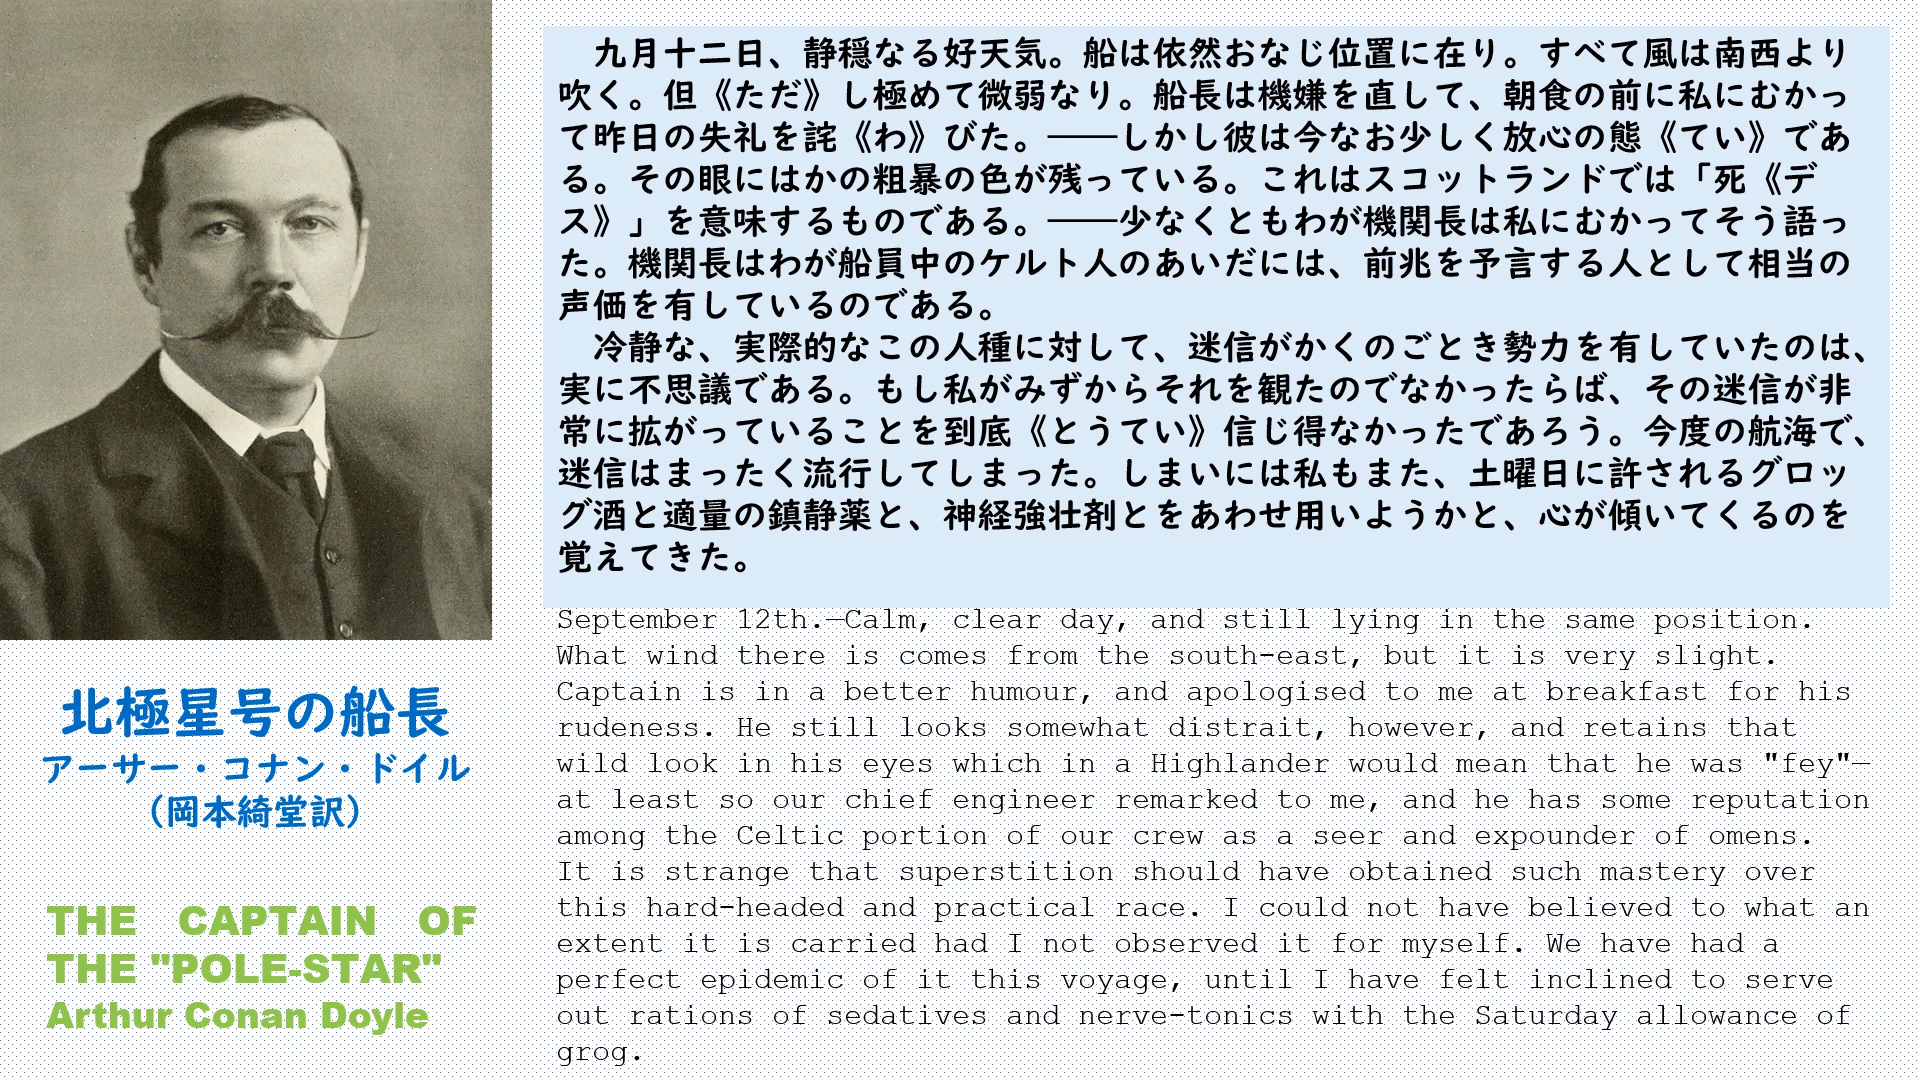 九月十二日、静穏なる好天気。船は依然おなじ位置に在り。すべて風は南西より
吹く。但《ただ》し極めて微弱なり。船長は機嫌を直して、朝食の前に私にむかっ
て昨日の失礼を詫《わ》びた。――しかし彼は今なお少しく放心の態《てい》であ
る。その眼にはかの粗暴の色が残っている。これはスコットランドでは「死《デ
ス》」を意味するものである。――少なくともわが機関長は私にむかってそう語っ
た。機関長はわが船員中のケルト人のあいだには、前兆を予言する人として相当の
声価を有しているのである。
冷静な、実際的なこの人種に対して、迷信がかくのごとき勢力を有していたのは、
実に不思議である。もし私がみずからそれを観たのでなかったらば、その迷信が非
常に拡がっていることを到底《とうてい》信じ得なかったであろう。今度の航海で、
迷信はまったく流行してしまった。しまいには私もまた、土曜日に許されるグロッ
グ酒と適量の鎮静薬と、神経強壮剤とをあわせ用いようかと、心が傾いてくるのを
覚えてきた。
September 12th.—Calm, clear day, and still lying in the same position.
What wind there is comes from the south-east, but it is very slight.
Captain is in a better humour, and apologised to me at breakfast for his
rudeness. He still looks somewhat distrait, however, and retains that
wild look in his eyes which in a Highlander would mean that he was "fey"—
at least so our chief engineer remarked to me, and he has some reputation
among the Celtic portion of our crew as a seer and expounder of omens.
It is strange that superstition should have obtained such mastery over
this hard-headed and practical race. I could not have believed to what an
extent it is carried had I not observed it for myself. We have had a
perfect epidemic of it this voyage, until I have felt inclined to serve
out rations of sedatives and nerve-tonics with the Saturday allowance of
grog.
北極星号の船長
アーサー・コナン・ドイル
（岡本綺堂訳）
THE CAPTAIN OF
THE "POLE-STAR"
Arthur Conan Doyle